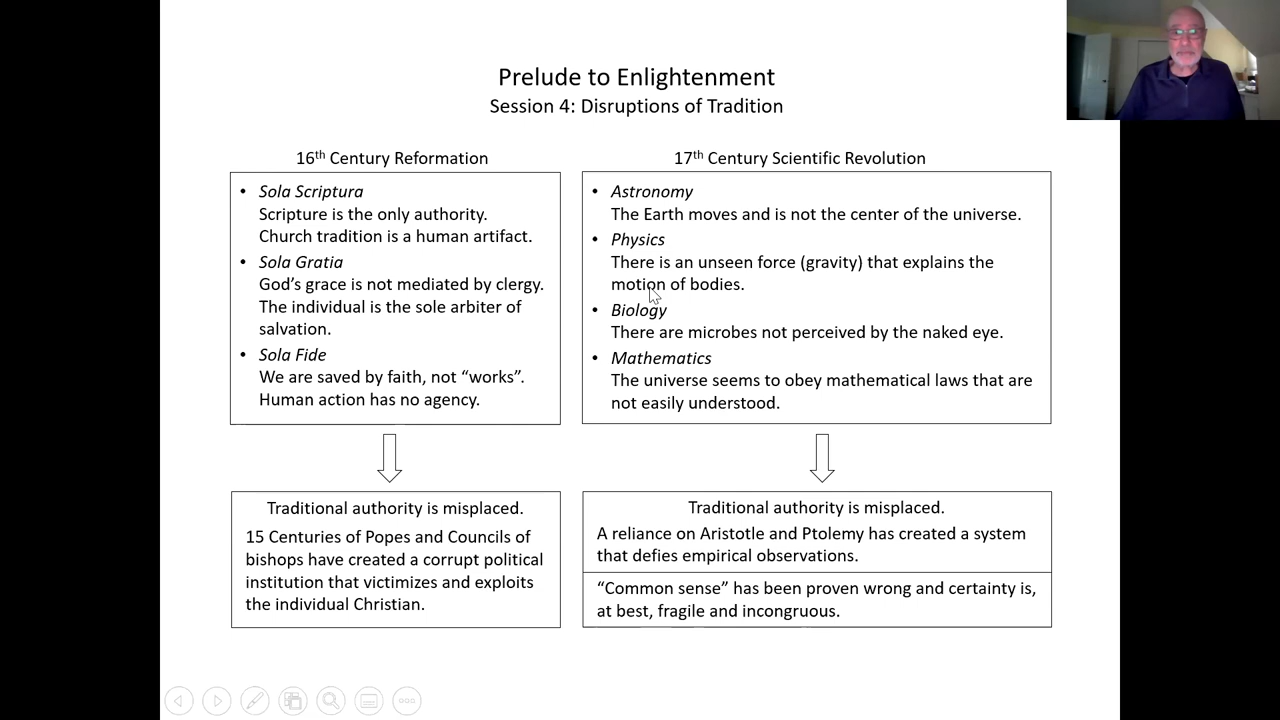 Prelude to Enlightenment
Session 4: Disruptions of Tradition
16th Century Reformation
• Sola Scriptura
Scripture is the only authority.
Church tradition is a human artifact.
• Sola Gratia
God’s grace is not mediated by clergy.
The individual is the sole arbiter of
salvation.
• Sola Fide
We are saved by faith, not “works”.
Human action has no agency.
Traditional authority is misplaced.
15 Centuries of Popes and Councils of
bishops have created a corrupt political
institution that victimizes and exploits
the individual Christian.
17th Century Scientific Revolution
• Astronomy
The Earth moves and is not the center of the universe.
• Physics
There is an unseen force (gravity) that explains the
motion of bodies.
• Biology
There are microbes not perceived by the naked eye.
• Mathematics
The universe seems to obey mathematical laws that are
not easily understood.
Traditional authority is misplaced.
A reliance on Aristotle and Ptolemy has created a system
that defies empirical observations.
“Common sense” has been proven wrong and certainty is,
at best, fragile and incongruous.